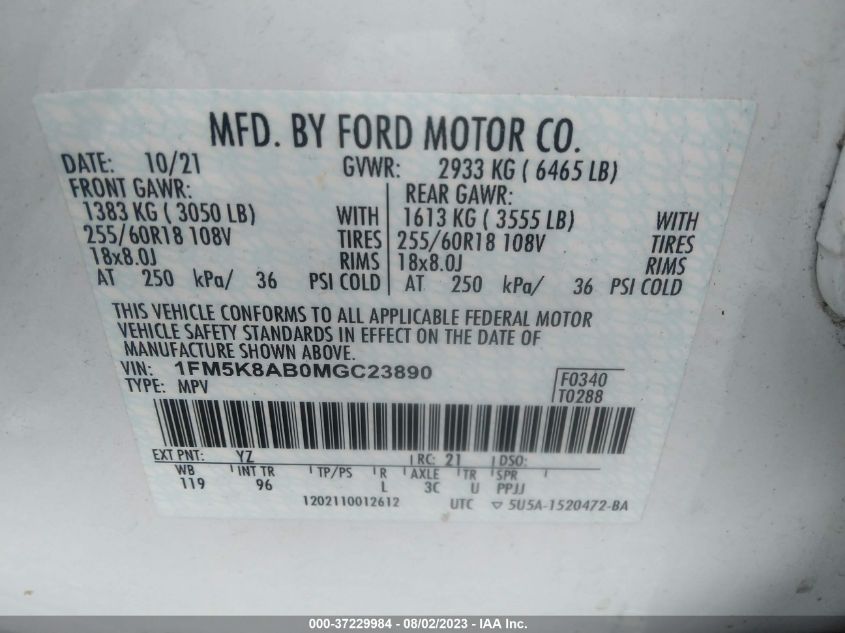 MFD. BY FORD MOTOR CO.
DATE: 10/21 GVWR: 2933 KG ( 6465 LB)
FRONT GAWR: REAR GAWR:
1383 KG ( 3050 LB) WITH 1613 KG ( 3555 LB) WITH
255/60R18 108V TIRES 255/60R18 108V TIRES
18x8.0J RIMS 18x8.0J RIMS
AT 250 kPa/ 36 PSI COLD AT 250 kPa/ 36 PSI COLD
THIS VEHICLE CONFORMS TO ALL APPLICABLE FEDERAL MOTOR
VEHICLE SAFETY STANDARDS IN EFFECT ON THE DATE OF
MANUFACTURE SHOWN ABOVE.
VIN: 1FM5K8AB0MGC23890
TYPE: MPV
F0340
T0288
EXT PNT: YZ RC: 21 DSO:
WB INT TR TP/PS R AXLE TR SPR
119 96 L 3C U PPJJ
1202110012612 UTC ▽ 5U5A-1520472-BA
000-37229984 - 08/02/2023 - IAA Inc.